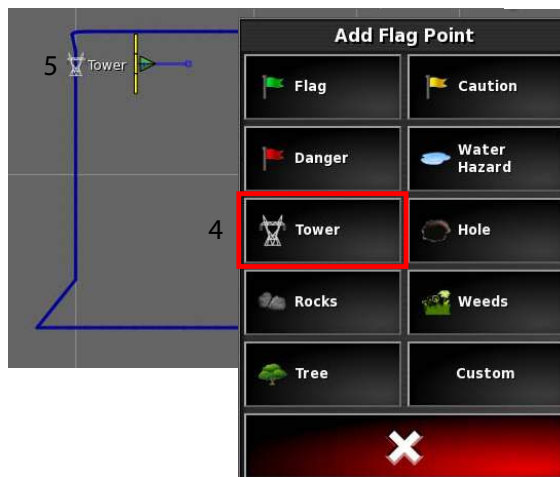 5
Tower
Add Flag Point
Flag
Caution
Danger
Water
Hazard
4
Tower
Hole
Rocks
Weeds
Tree
Custom